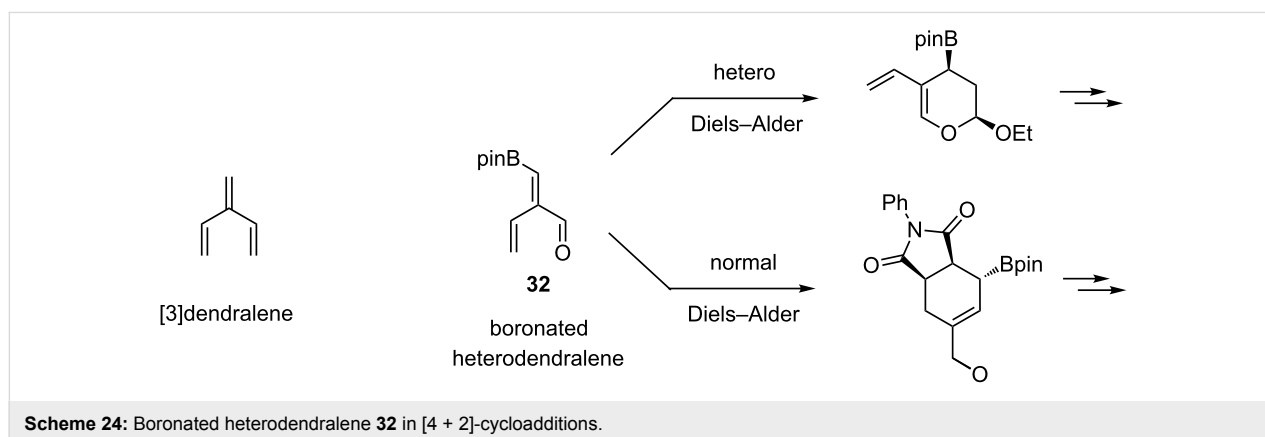 pinB
hetero
Diels–Alder
O
OEt
pinB
O
32
[3]dendralene
boronated
heterodendralene
normal
Diels–Alder
Ph
N
O
O
Bpin
O
Scheme 24: Boronated heterodendralene 32 in [4 + 2]-cycloadditions.